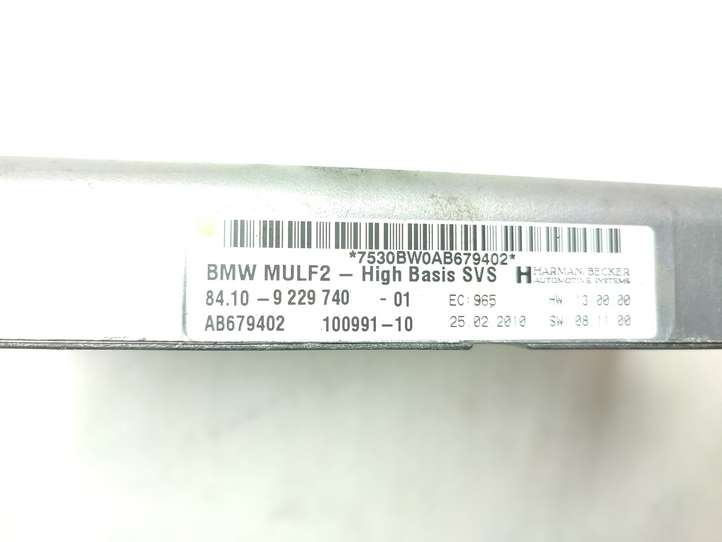 *7530BW0AB679402*
BMW MULF2 – High Basis SVS HARMAN/BECKER
AUTOMOTIVE SYSTEMS
84.10 - 9 229 740 - 01 EC: 965 HW 13 00 00
AB679402 100991-10 25.02.2010 SW 08 11 00